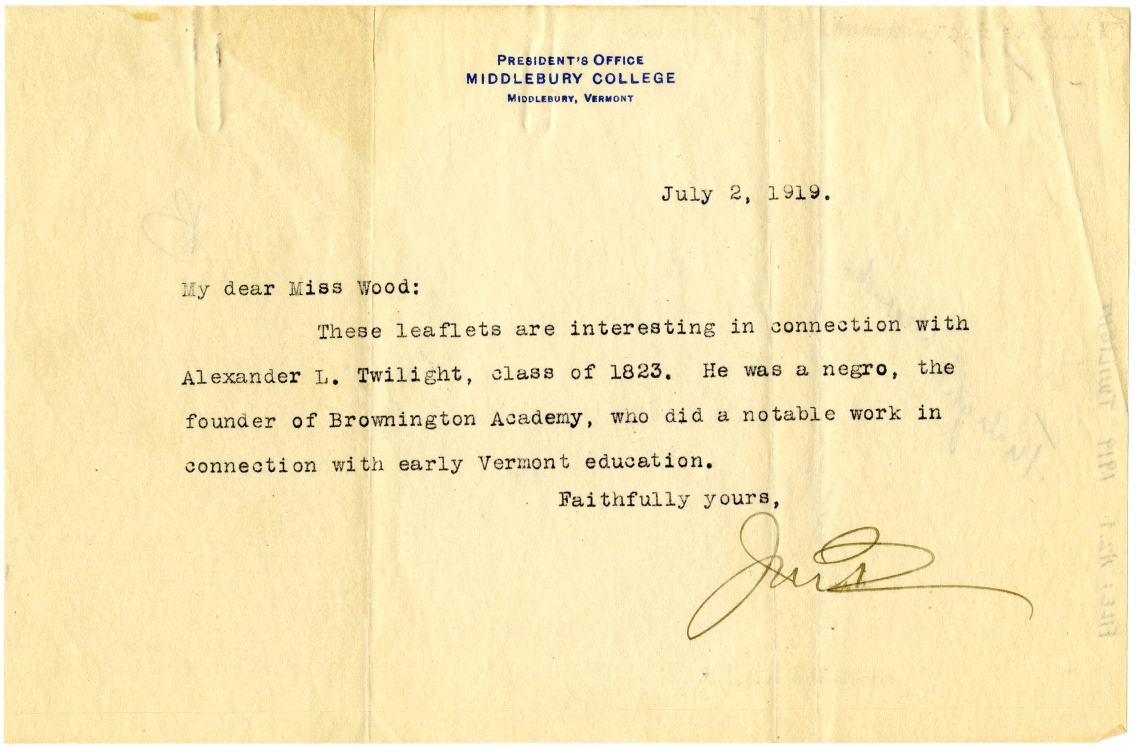 PRESIDENT'S OFFICE
MIDDLEBURY COLLEGE
MIDDLEBURY, VERMONT
July 2, 1919.
My dear Miss Wood:
These leaflets are interesting in connection with
Alexander L. Twilight, class of 1823. He was a negro, the
founder of Brownington Academy, who did a notable work in
connection with early Vermont education.
Faithfully yours,